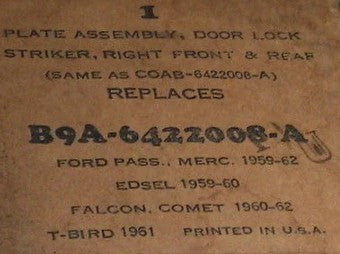 1
PLATE ASSEMBLY, DOOR LOCK
STRIKER, RIGHT FRONT & REAR
(SAME AS COAB-6422008-A)
REPLACES
B9A-6422008-A
FORD PASS., MERC. 1959-62
EDSEL 1959-60
FALCON, COMET 1960-62
T-BIRD 1961 PRINTED IN U.S.A.